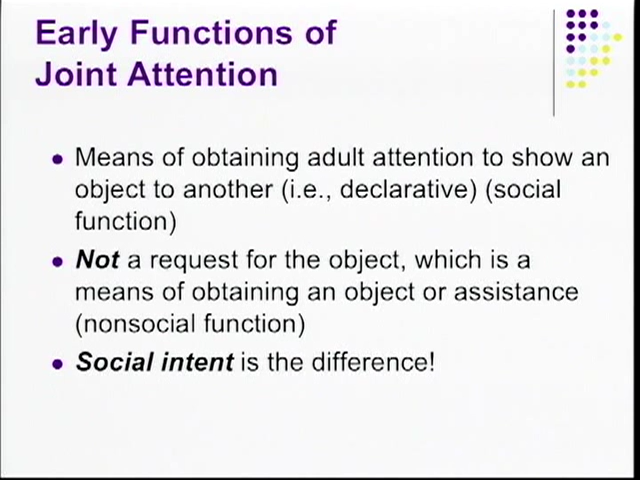 Early Functions of
Joint Attention
Means of obtaining adult attention to show an
object to another (i.e., declarative) (social
function)
Not a request for the object, which is a
means of obtaining an object or assistance
(nonsocial function)
Social intent is the difference!